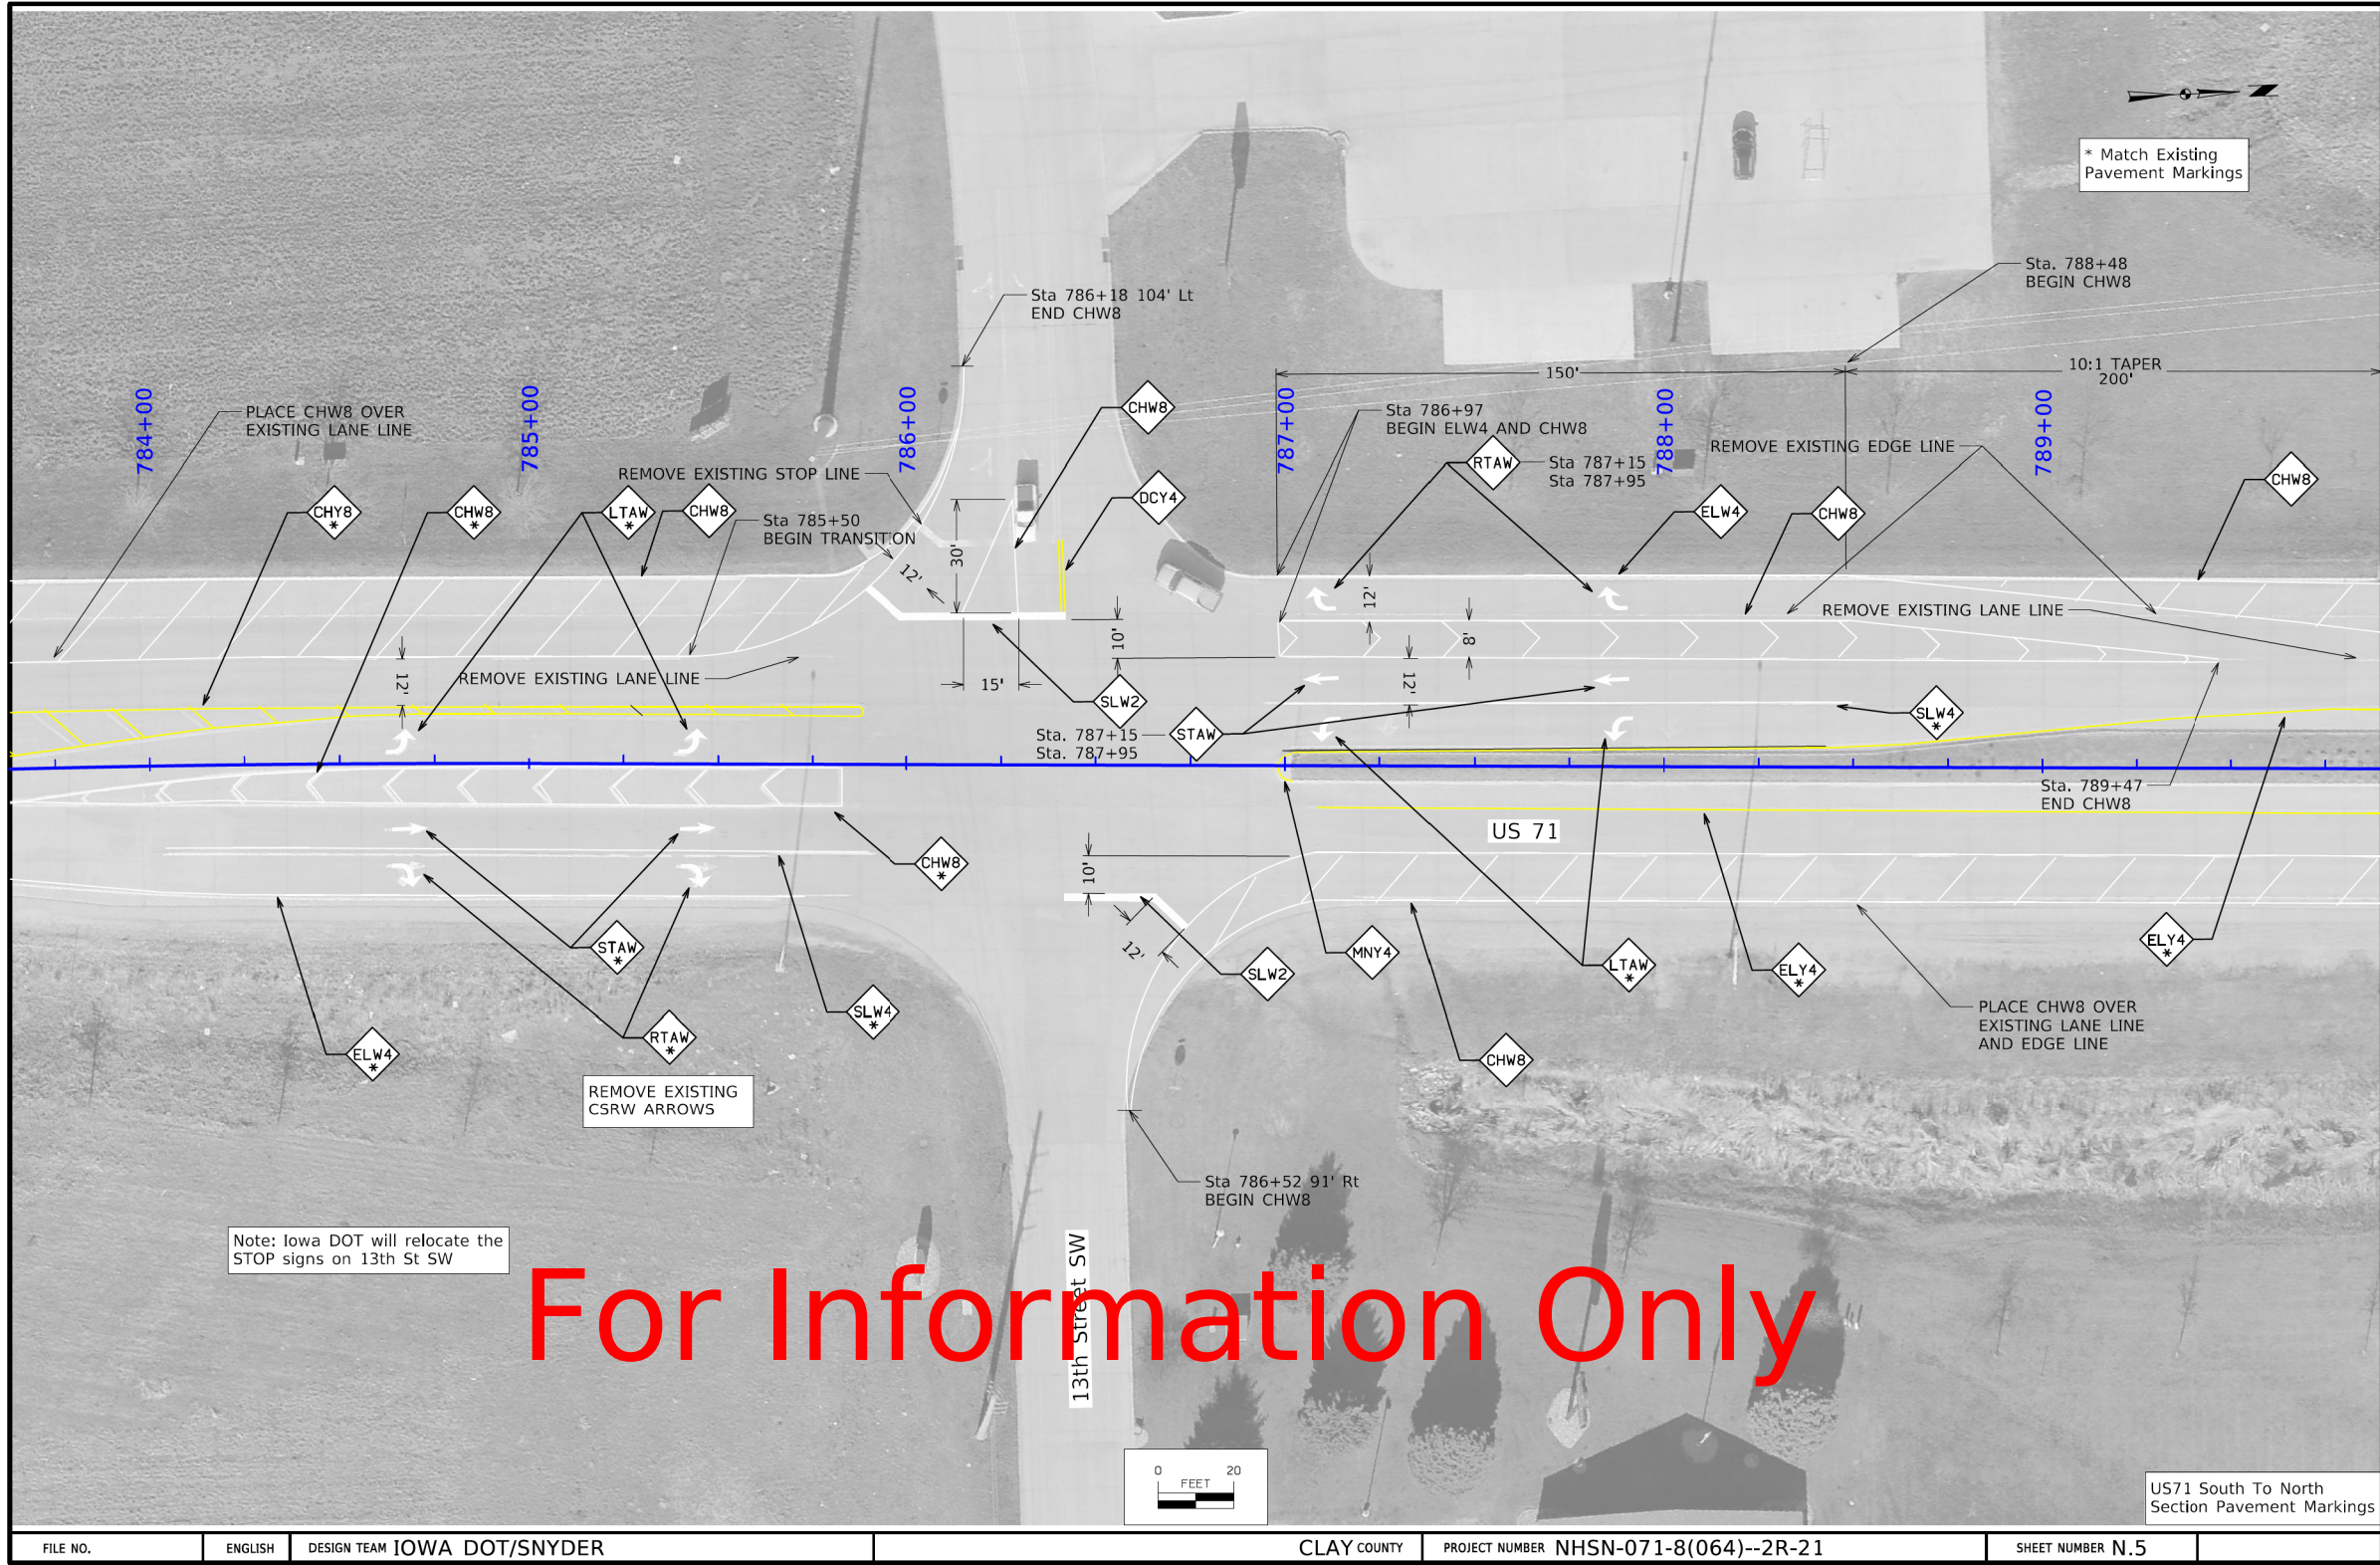 * Match Existing
Pavement Markings
Sta. 788+48
BEGIN CHW8
Sta 786+18 104' Lt
END CHW8
150'
10:1 TAPER
200'
784+00
785+00
786+00
787+00
788+00
789+00
PLACE CHW8 OVER
EXISTING LANE LINE
CHW8
Sta 786+97
BEGIN ELW4 AND CHW8
REMOVE EXISTING EDGE LINE
REMOVE EXISTING STOP LINE
RTAW
Sta 787+15
Sta 787+95
CHW8
DCY4
CHY8
*
CHW8
*
LTAW
*
CHW8
Sta 785+50
BEGIN TRANSITION
ELW4
CHW8
30'
12'
12'
REMOVE EXISTING LANE LINE
10'
8'
12'
REMOVE EXISTING LANE LINE
15'
12'
SLW2
SLW4
*
Sta. 787+15
Sta. 787+95
STAW
Sta. 789+47
END CHW8
US 71
CHW8
*
10'
STAW
*
12'
SLW2
MNY4
LTAW
*
ELY4
*
ELY4
*
SLW4
*
PLACE CHW8 OVER
EXISTING LANE LINE
AND EDGE LINE
ELW4
*
RTAW
*
CHW8
REMOVE EXISTING
CSRW ARROWS
Sta 786+52 91' Rt
BEGIN CHW8
Note: Iowa DOT will relocate the
STOP signs on 13th St SW
13th Street SW
For Information Only
0 20
FEET
US71 South To North
Section Pavement Markings
FILE NO. ENGLISH DESIGN TEAM IOWA DOT/SNYDER CLAY COUNTY PROJECT NUMBER NHSN-071-8(064)--2R-21 SHEET NUMBER N.5